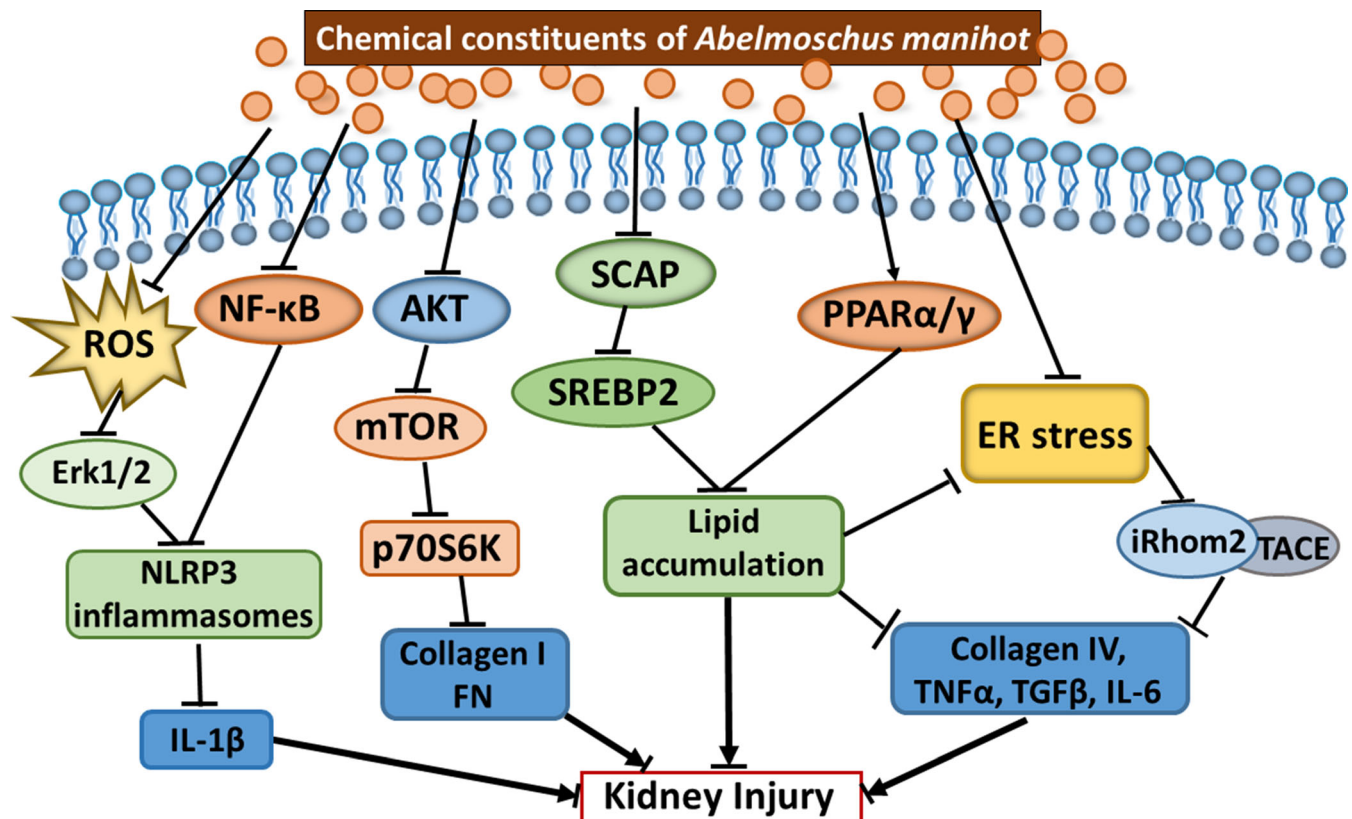 Chemical constituents of Abelmoschus manihot
ROS
NF-κB
AKT
SCAP
PPARα/γ
Erk1/2
mTOR
SREBP2
ER stress
NLRP3
inflammasomes
p70S6K
Lipid
accumulation
iRhom2
TACE
IL-1β
Collagen I
FN
Collagen IV,
TNFα, TGFβ, IL-6
Kidney Injury